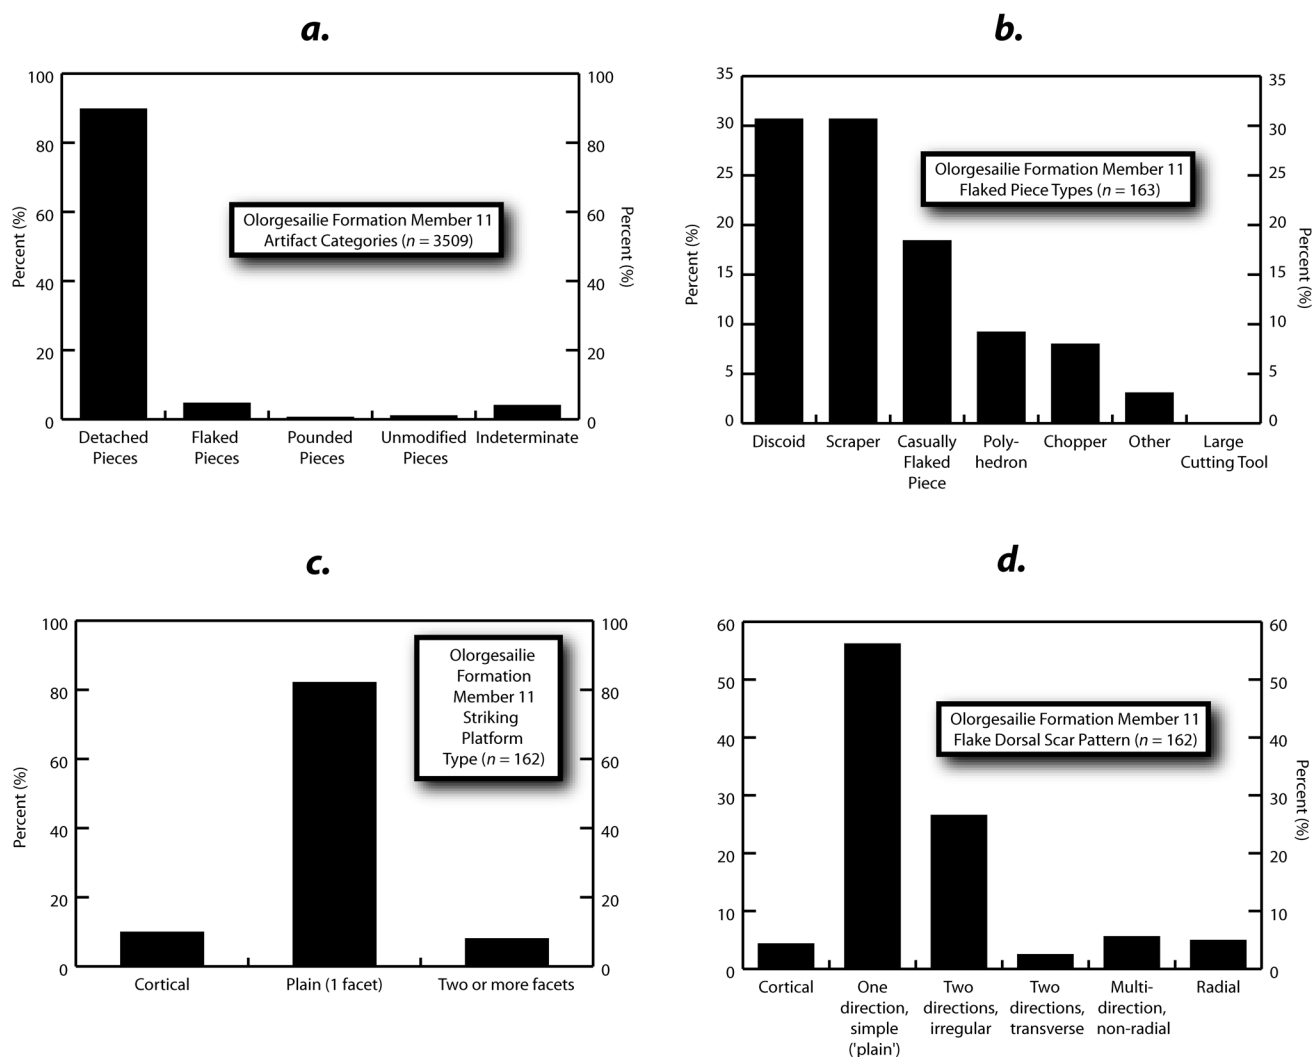 a.
100
80
60
40
20
0
Percent (%)
100
80
60
40
20
0
Percent (%)
Olorgesailie Formation Member 11
Artifact Categories (n = 3509)
Detached
Pieces
Flaked
Pieces
Pounded
Pieces
Unmodified
Pieces
Indeterminate
b.
35
30
25
20
15
10
5
0
Percent (%)
35
30
25
20
15
10
5
0
Percent (%)
Olorgesailie Formation Member 11
Flaked Piece Types (n = 163)
Discoid
Scraper
Casually
Flaked
Piece
Poly-
hedron
Chopper
Other
Large
Cutting Tool
c.
100
80
60
40
20
0
Percent (%)
100
80
60
40
20
0
Olorgesailie
Formation
Member 11
Striking
Platform
Type (n = 162)
Cortical
Plain (1 facet)
Two or more facets
d.
60
50
40
30
20
10
0
60
50
40
30
20
10
0
Percent (%)
Olorgesailie Formation Member 11
Flake Dorsal Scar Pattern (n = 162)
Cortical
One
direction,
simple
('plain')
Two
directions,
irregular
Two
directions,
transverse
Multi-
direction,
non-radial
Radial